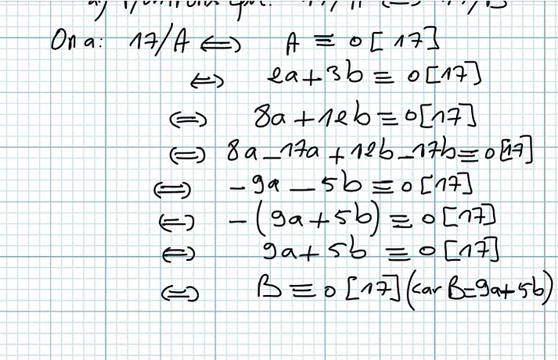 On a: 17/A ⟺ A ≡ 0[17]
⟺ 2a+3b ≡ 0[17]
⟺ 8a+12b ≡ 0[17]
⟺ 8a-17a+12b-17b ≡ 0[17]
⟺ -9a-5b ≡ 0[17]
⟺ -(9a+5b) ≡ 0[17]
⟺ 9a+5b ≡ 0[17]
⟺ B ≡ 0[17] (car B=9a+5b)